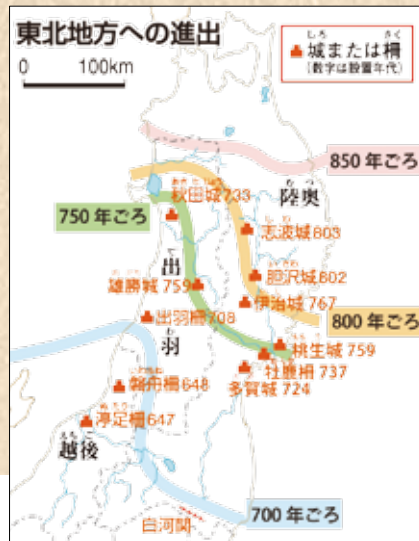 東北地方への進出
0 100km
しろ さく
城または柵
(数字は設置年代)
850年ごろ
陸奥
秋田城733
750年ごろ
志波城803
出
雄勝城759
胆沢城802
伊治城767
出羽柵708
羽
800年ごろ
桃生城759
牡鹿柵737
多賀城724
磐舟柵648
渟足柵647
越後
白河関
700年ごろ